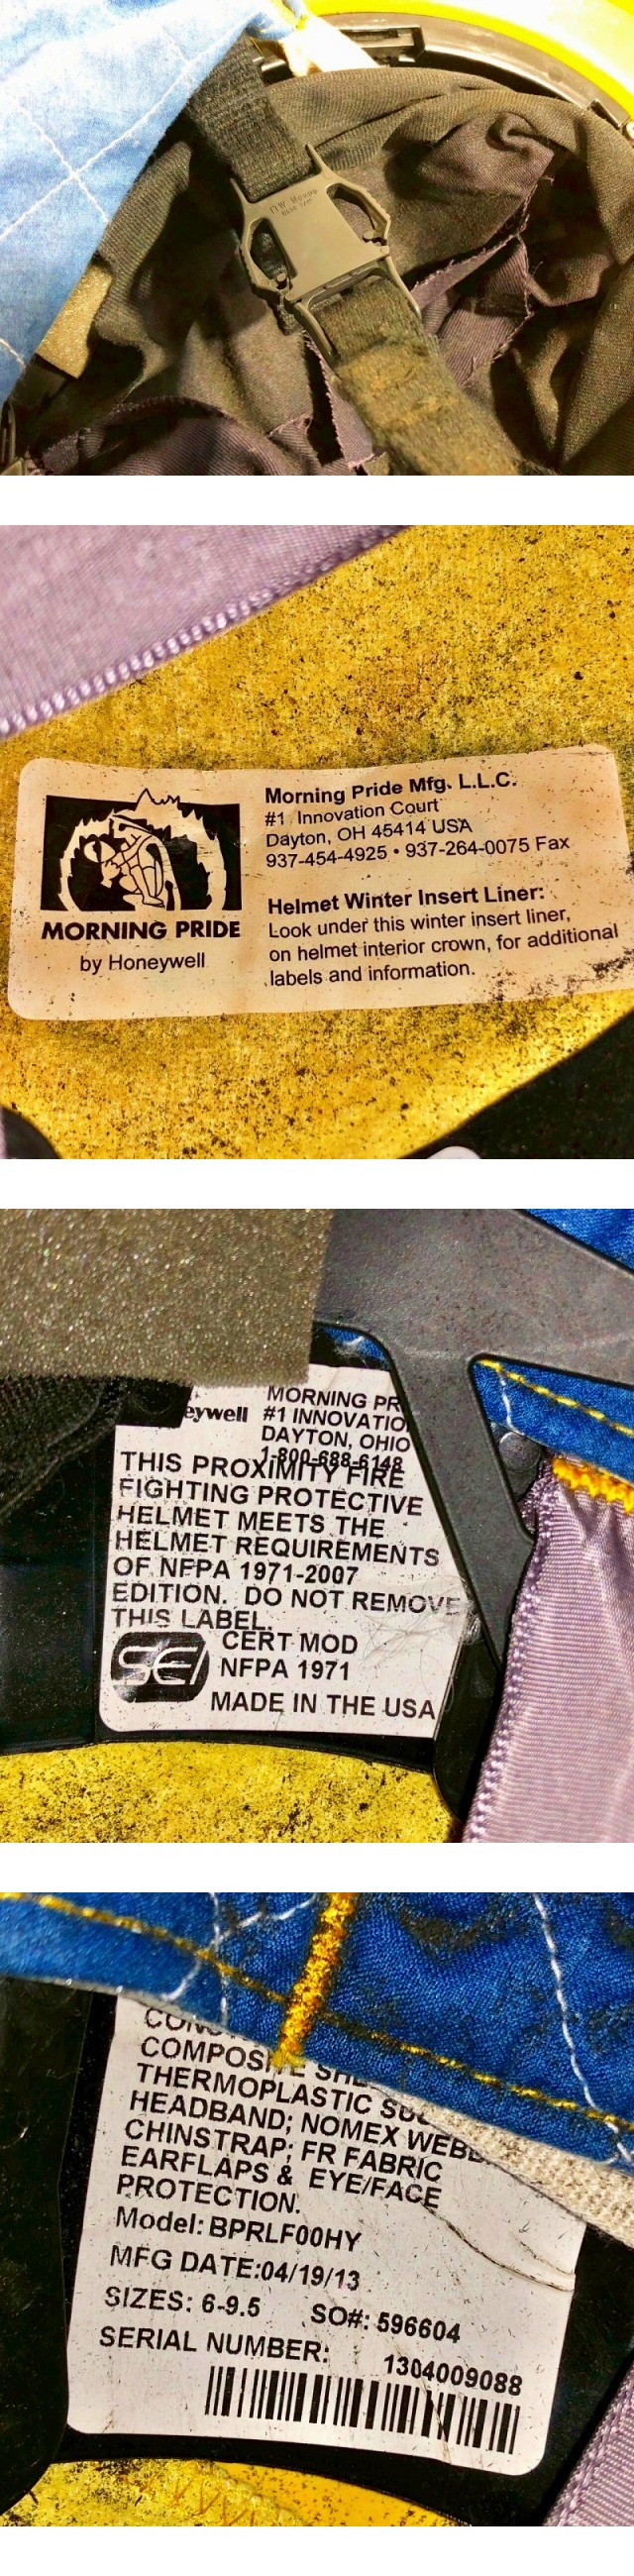 ITW Nexus
MORNING PRIDE
by Honeywell
Morning Pride Mfg. L.L.C.
#1 Innovation Court
Dayton, OH 45414 USA
937-454-4925 • 937-264-0075 Fax
Helmet Winter Insert Liner:
Look under this winter insert liner,
on helmet interior crown, for additional
labels and information.
eywell
MORNING PR
#1 INNOVATIO
DAYTON, OHIO
1-800-688-6148
THIS PROXIMITY FIRE
FIGHTING PROTECTIVE
HELMET MEETS THE
HELMET REQUIREMENTS
OF NFPA 1971-2007
EDITION. DO NOT REMOVE
THIS LABEL.
SEI
CERT MOD
NFPA 1971
MADE IN THE USA
COMPOSITE SHE
THERMOPLASTIC
HEADBAND; NOMEX WEBB
CHINSTRAP; FR FABRIC
EARFLAPS & EYE/FACE
PROTECTION.
Model: BPRLF00HY
MFG DATE:04/19/13
SIZES: 6-9.5 SO#: 596604
SERIAL NUMBER: 1304009088